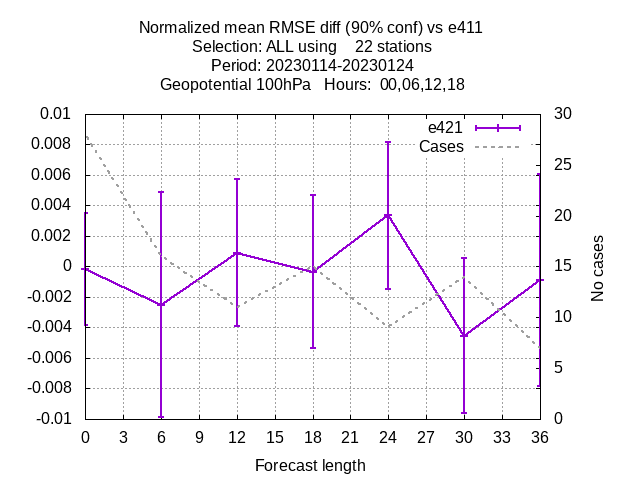 Normalized mean RMSE diff (90% conf) vs e411
Selection: ALL using    22 stations
Period: 20230114-20230124
Geopotential 100hPa   Hours:  00,06,12,18
0.01
0.008
0.006
0.004
0.002
0
-0.002
-0.004
-0.006
-0.008
-0.01
e421
Cases
30
25
20
15
10
5
0
No cases
0 3 6 9 12 15 18 21 24 27 30 33 36
Forecast length